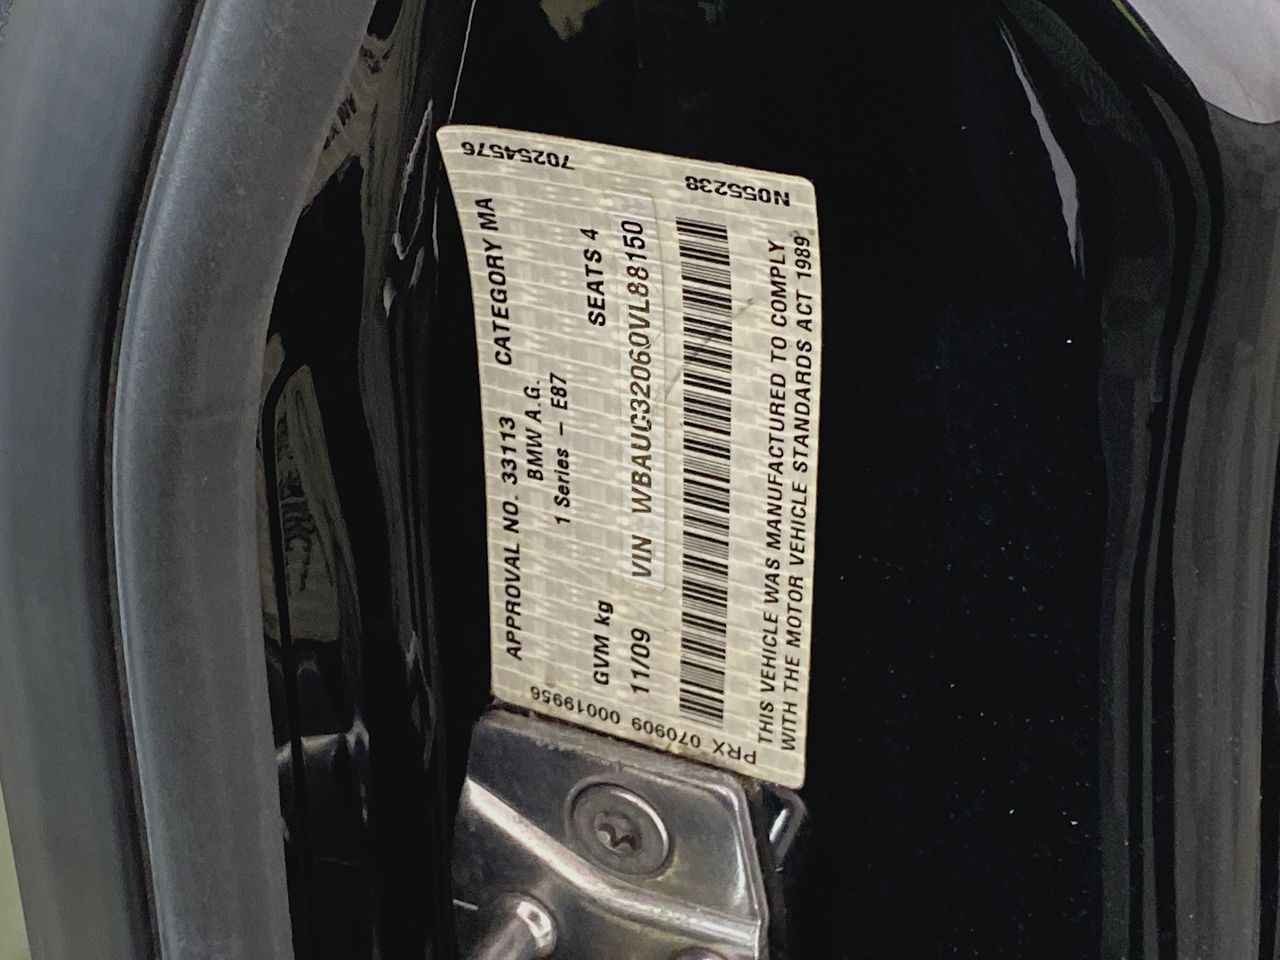 70254576
N055238
APPROVAL NO. 33113 CATEGORY MA
BMW A.G.
1 Series – E87
GVM kg SEATS 4
11/09 VIN WBAUC32060VL88150
THIS VEHICLE WAS MANUFACTURED TO COMPLY
WITH THE MOTOR VEHICLE STANDARDS ACT 1989
PRX 070909 00019956